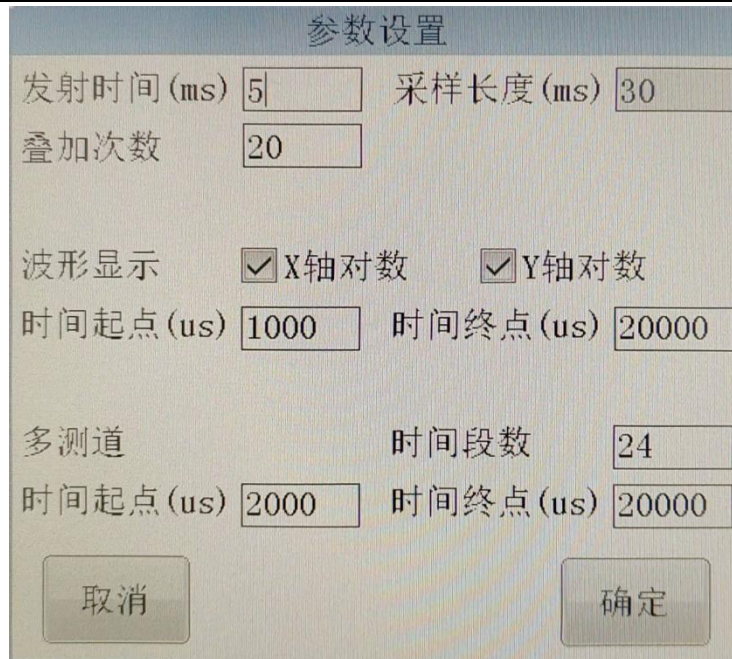 参数设置
发射时间(ms) 5 采样长度(ms) 30
叠加次数 20
波形显示 X轴对数 Y轴对数
时间起点(us) 1000 时间终点(us) 20000
多测道 时间段数 24
时间起点(us) 2000 时间终点(us) 20000
取消 确定